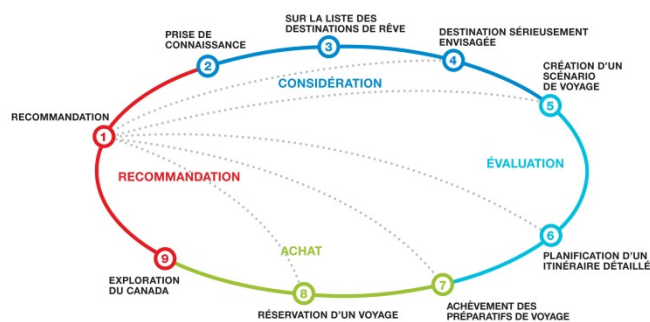 RECOMMANDATION
1
PRISE DE
CONNAISSANCE
2
SUR LA LISTE DES
DESTINATIONS DE RÊVE
3
DESTINATION SÉRIEUSEMENT
ENVISAGÉE
4
CRÉATION D'UN
SCÉNARIO
DE VOYAGE
5
CONSIDÉRATION
ÉVALUATION
RECOMMANDATION
ACHAT
6
PLANIFICATION D'UN
ITINÉRAIRE DÉTAILLÉ
7
ACHÈVEMENT DES
PRÉPARATIFS DE VOYAGE
8
RÉSERVATION D'UN VOYAGE
9
EXPLORATION
DU CANADA